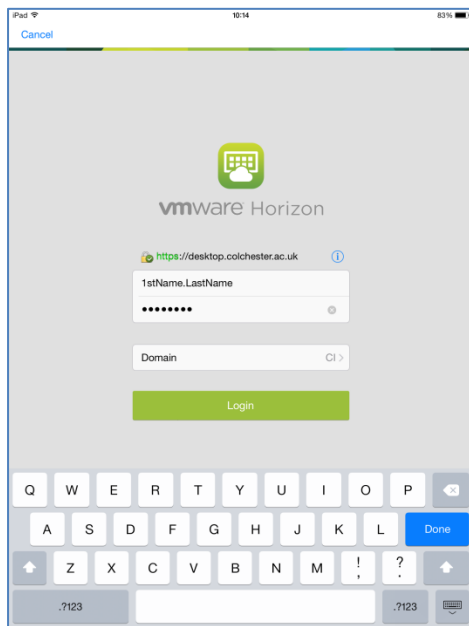 iPad 10:14 83%
Cancel
vmware Horizon
https://desktop.colchester.ac.uk
1stName.LastName
••••••••
Domain CI >
Login
Q W E R T Y U I O P
A S D F G H J K L Done
Z X C V B N M ! , ? .
.?123 .?123